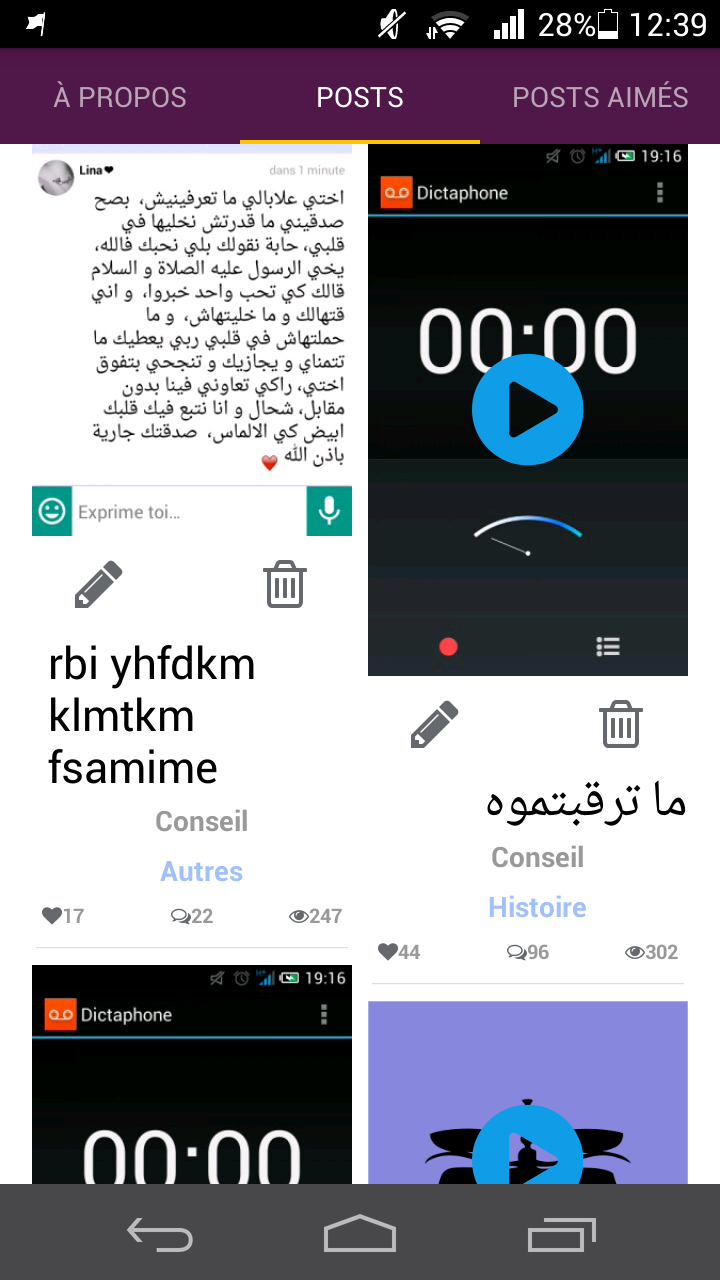 28% 12:39
À PROPOS
POSTS
POSTS AIMÉS
Lina❤
dans 1 minute
اختي علابالي ما تعرفينيش، بصح
صدقيني ما قدرتش نخليها في
قلبي، حابة نقولك بلي نحبك فالله،
يخي الرسول عليه الصلاة و السلام
قالك كي تحب واحد خبروا، و اني
قتهالك و ما خليتهاش، و ما
حملتهاش في قلبي ربي يعطيك ما
تتمناي و يجازيك و تنجحي بتفوق
اختي، راكي تعاوني فينا بدون
مقابل، شحال و انا نتبع فيك قلبك
ابيض كي الالماس، صدقتك جارية
باذن الله ❤
Exprime toi...
rbi yhfdkm
klmtkm
fsamime
Conseil
Autres
17 22 247
19:16
Dictaphone
00:00
19:16
Dictaphone
00:00
ما ترقبتموه
Conseil
Histoire
44 96 302